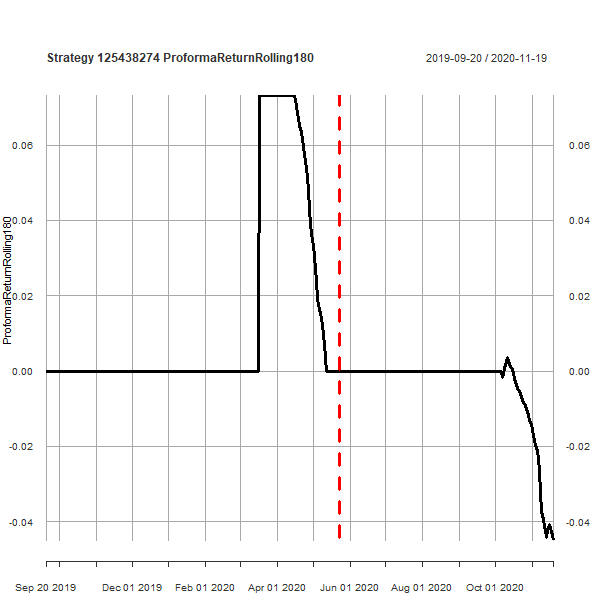 Strategy 125438274 ProformaReturnRolling180
2019-09-20 / 2020-11-19
ProformaReturnRolling180
0.06 0.06
0.04 0.04
0.02 0.02
0.00 0.00
-0.02 -0.02
-0.04 -0.04
Sep 20 2019 Dec 01 2019 Feb 01 2020 Apr 01 2020 Jun 01 2020 Aug 01 2020 Oct 01 2020